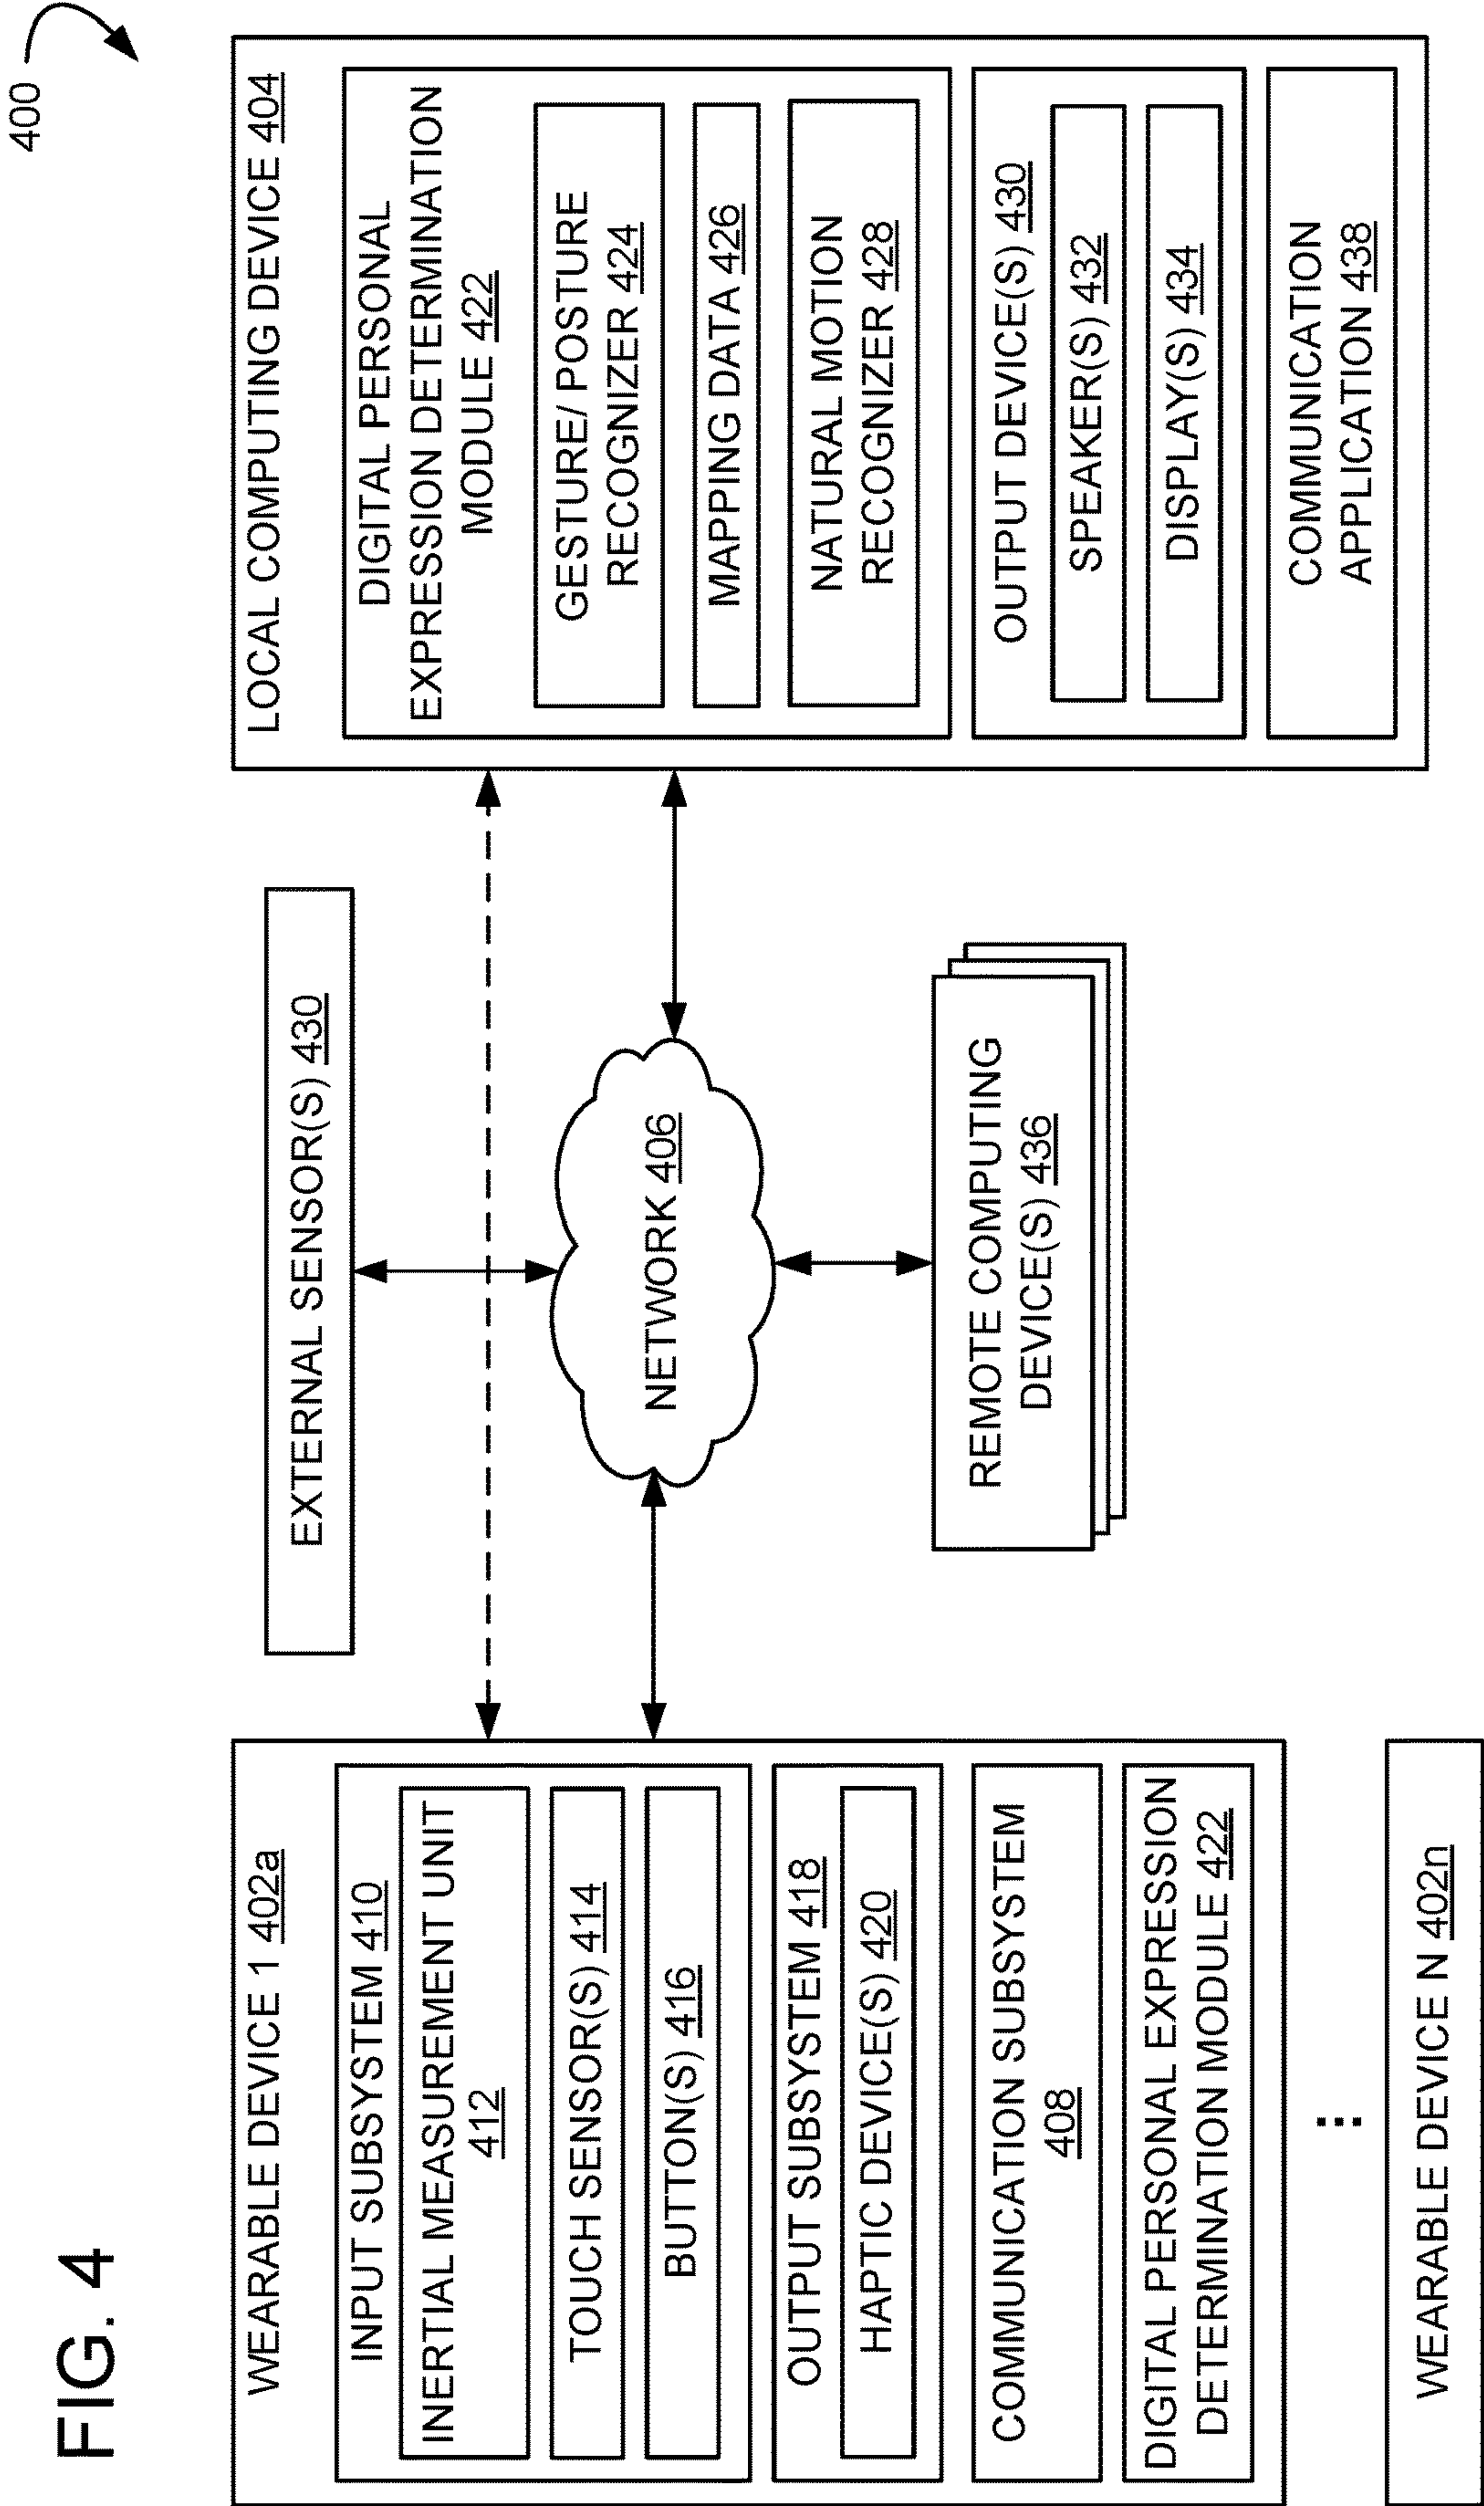 FIG. 4
400
WEARABLE DEVICE 1 402a
INPUT SUBSYSTEM 410
INERTIAL MEASUREMENT UNIT
412
TOUCH SENSOR(S) 414
BUTTON(S) 416
OUTPUT SUBSYSTEM 418
HAPTIC DEVICE(S) 420
COMMUNICATION SUBSYSTEM
408
DIGITAL PERSONAL EXPRESSION
DETERMINATION MODULE 422
WEARABLE DEVICE N 402n
EXTERNAL SENSOR(S) 430
NETWORK 406
REMOTE COMPUTING
DEVICE(S) 436
LOCAL COMPUTING DEVICE 404
DIGITAL PERSONAL
EXPRESSION DETERMINATION
MODULE 422
GESTURE/ POSTURE
RECOGNIZER 424
MAPPING DATA 426
NATURAL MOTION
RECOGNIZER 428
OUTPUT DEVICE(S) 430
SPEAKER(S) 432
DISPLAY(S) 434
COMMUNICATION
APPLICATION 438